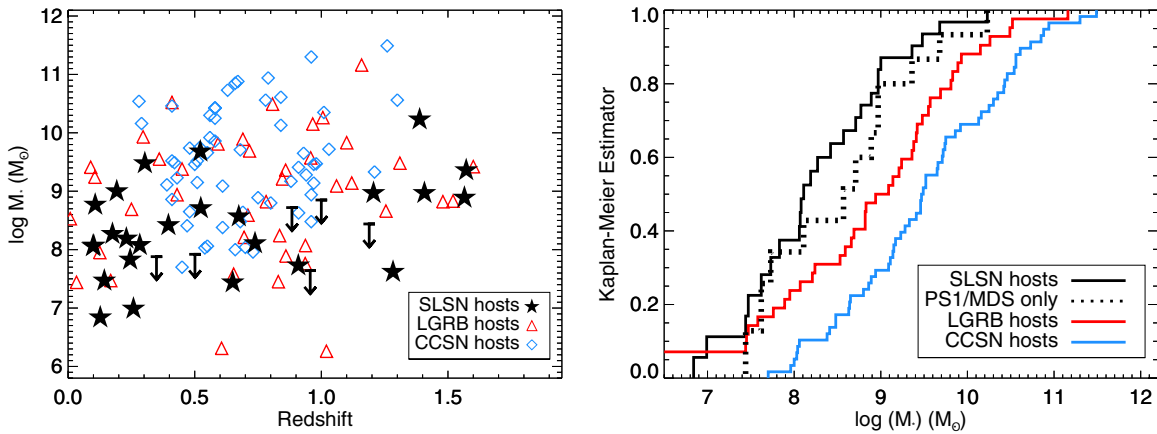 12
11
10
9
8
7
6
log M⋆ (M⊙)
0.0
0.5
1.0
1.5
Redshift
SLSN hosts
LGRB hosts
CCSN hosts
1.0
0.8
0.6
0.4
0.2
0.0
Kaplan-Meier Estimator
7
8
9
10
11
12
log (M⋆) (M⊙)
SLSN hosts
PS1/MDS only
LGRB hosts
CCSN hosts